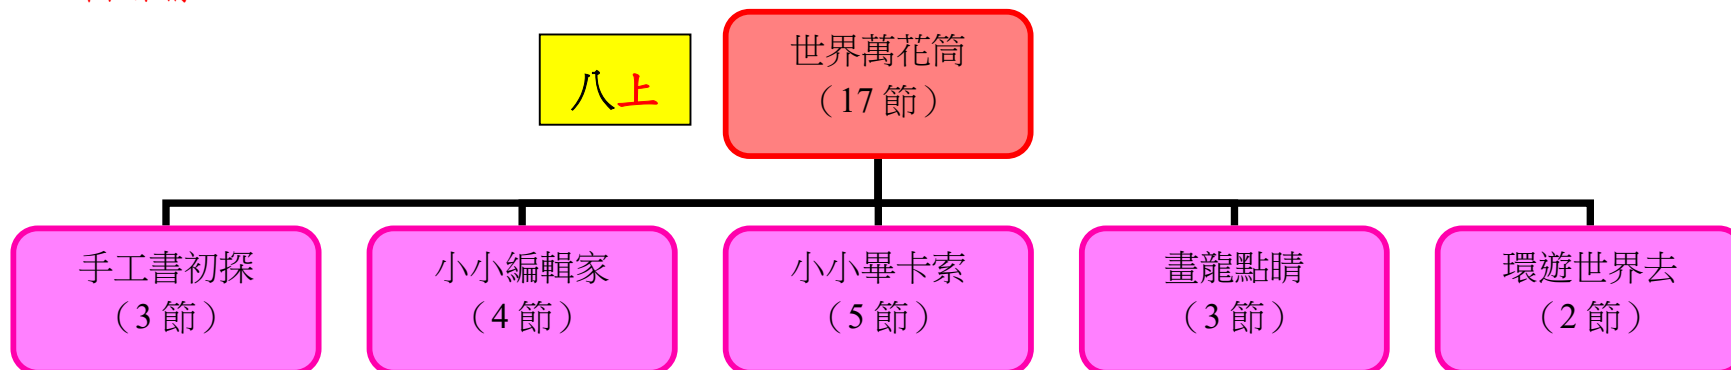 八上
世界萬花筒
（17 節）
手工書初探
（3 節）
小小編輯家
（4 節）
小小畢卡索
（5 節）
畫龍點睛
（3 節）
環遊世界去
（2 節）